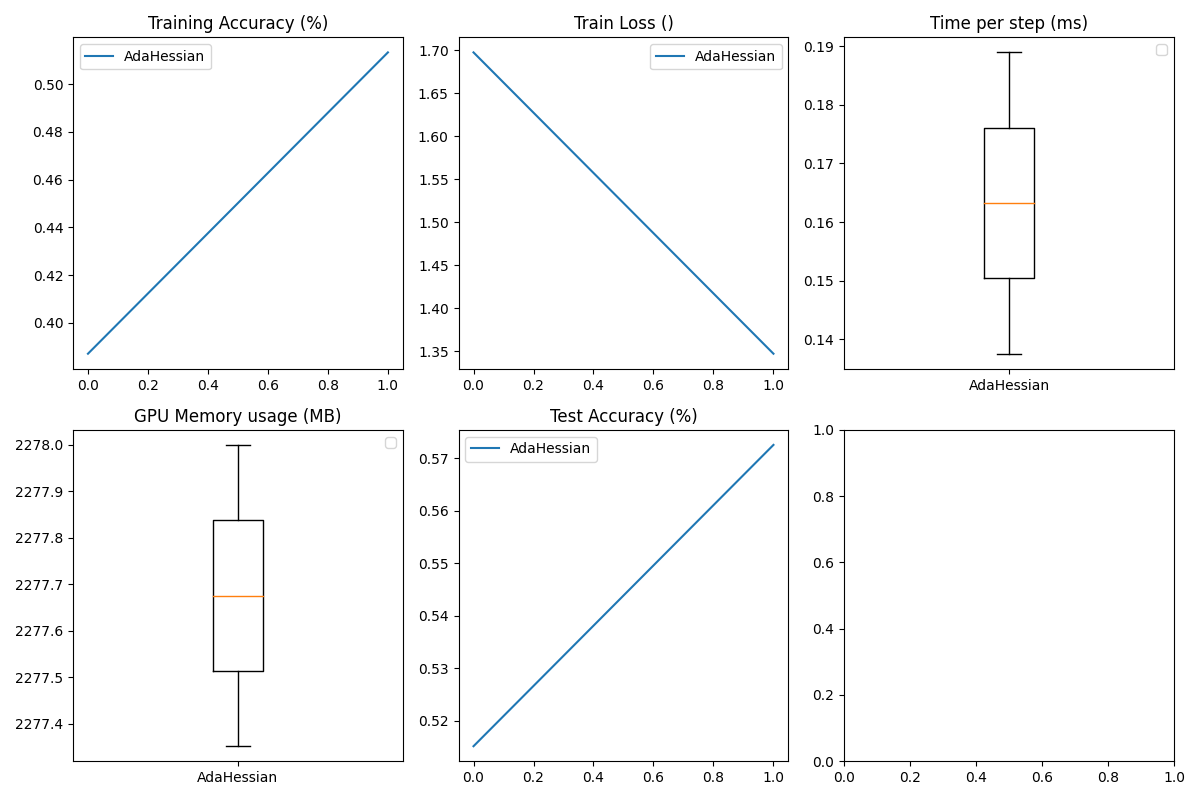 Training Accuracy (%)
AdaHessian
0.50
0.48
0.46
0.44
0.42
0.40
0.0 0.2 0.4 0.6 0.8 1.0
Train Loss ()
AdaHessian
1.70
1.65
1.60
1.55
1.50
1.45
1.40
1.35
0.0 0.2 0.4 0.6 0.8 1.0
Time per step (ms)
0.19
0.18
0.17
0.16
0.15
0.14
AdaHessian
GPU Memory usage (MB)
2278.0
2277.9
2277.8
2277.7
2277.6
2277.5
2277.4
AdaHessian
Test Accuracy (%)
AdaHessian
0.57
0.56
0.55
0.54
0.53
0.52
0.0 0.2 0.4 0.6 0.8 1.0
1.0
0.8
0.6
0.4
0.2
0.0
0.0 0.2 0.4 0.6 0.8 1.0